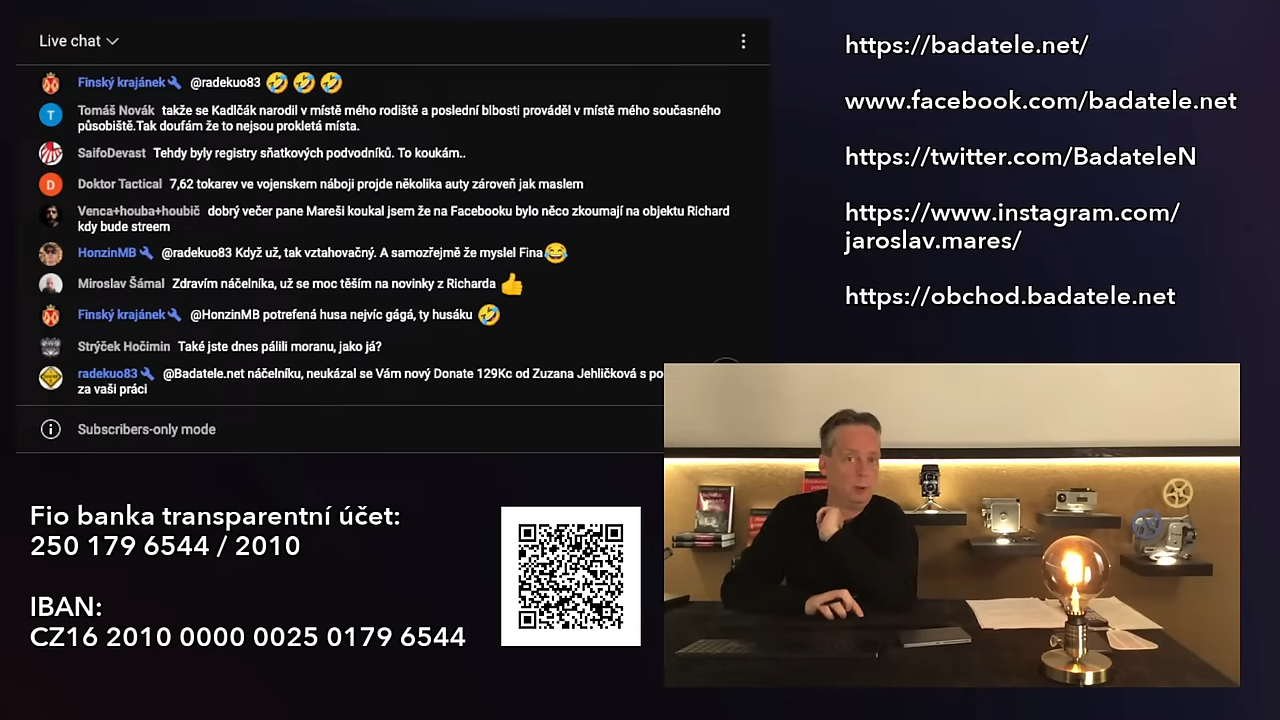 Live chat
Finský krajánek @radekuo83
Tomáš Novák takže se Kadlčák narodil v místě mého rodiště a poslední blbosti prováděl v místě mého současného
působiště.Tak doufám že to nejsou prokletá místa.
SaifoDevast Tehdy byly registry sňatkových podvodníků. To koukám..
D Doktor Tactical 7,62 tokarev ve vojenskem náboji projde několika auty zároveň jak maslem
Venca+houba+houbič dobrý večer pane Mareši koukal jsem že na Facebooku bylo něco zkoumají na objektu Richard
kdy bude streem
HonzinMB @radekuo83 Když už, tak vztahovačný. A samozřejmě že myslel Fina
Miroslav Šámal Zdravím náčelníka, už se moc těším na novinky z Richarda
Finský krajánek @HonzinMB potrefená husa nejvíc gágá, ty husáku
Strýček Hočimin Také jste dnes pálili moranu, jako já?
radekuo83 @Badatele.net náčelníku, neukázal se Vám nový Donate 129Kc od Zuzana Jehličková s po
za vaši práci
Subscribers-only mode
https://badatele.net/
www.facebook.com/badatele.net
https://twitter.com/BadateleN
https://www.instagram.com/
jaroslav.mares/
https://obchod.badatele.net
Fio banka transparentní účet:
250 179 6544 / 2010
IBAN:
CZ16 2010 0000 0025 0179 6544